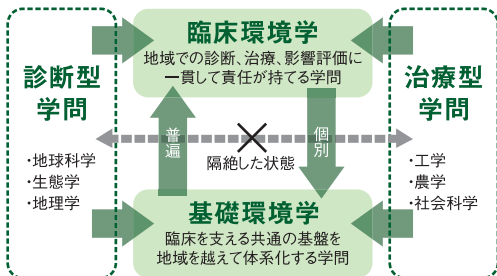 臨床環境学
地域での診断、治療、影響評価に
一貫して責任が持てる学問
診断型
学問
・地球科学
・生態学
・地理学
普遍
隔絶した状態
個別
治療型
学問
・工学
・農学
・社会科学
基礎環境学
臨床を支える共通の基盤を
地域を越えて体系化する学問